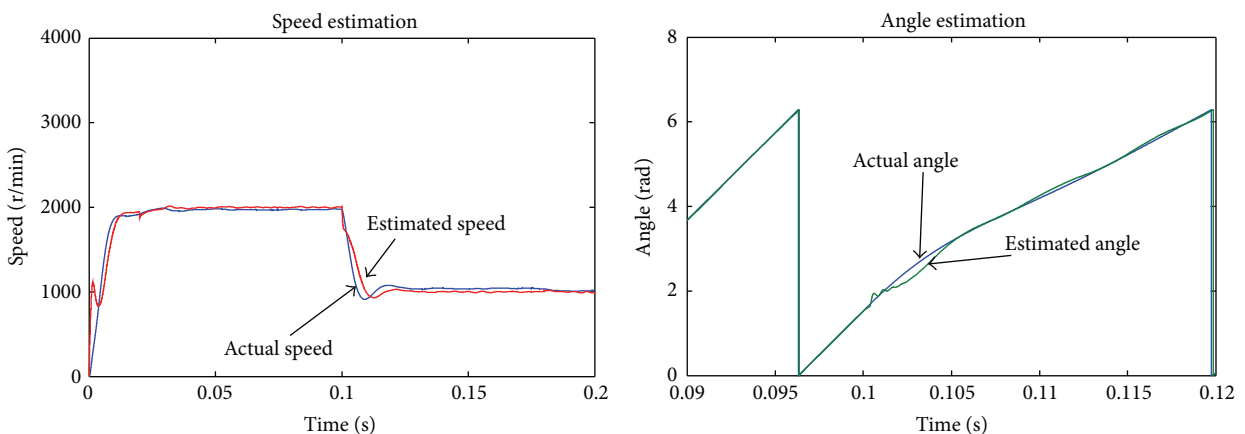 Speed estimation
4000
3000
2000
1000
0
Speed (r/min)
Estimated speed
Actual speed
0
0.05
0.1
0.15
0.2
Time (s)
Angle estimation
8
6
4
2
0
Angle (rad)
Actual angle
Estimated angle
0.09
0.095
0.1
0.105
0.11
0.115
0.12
Time (s)